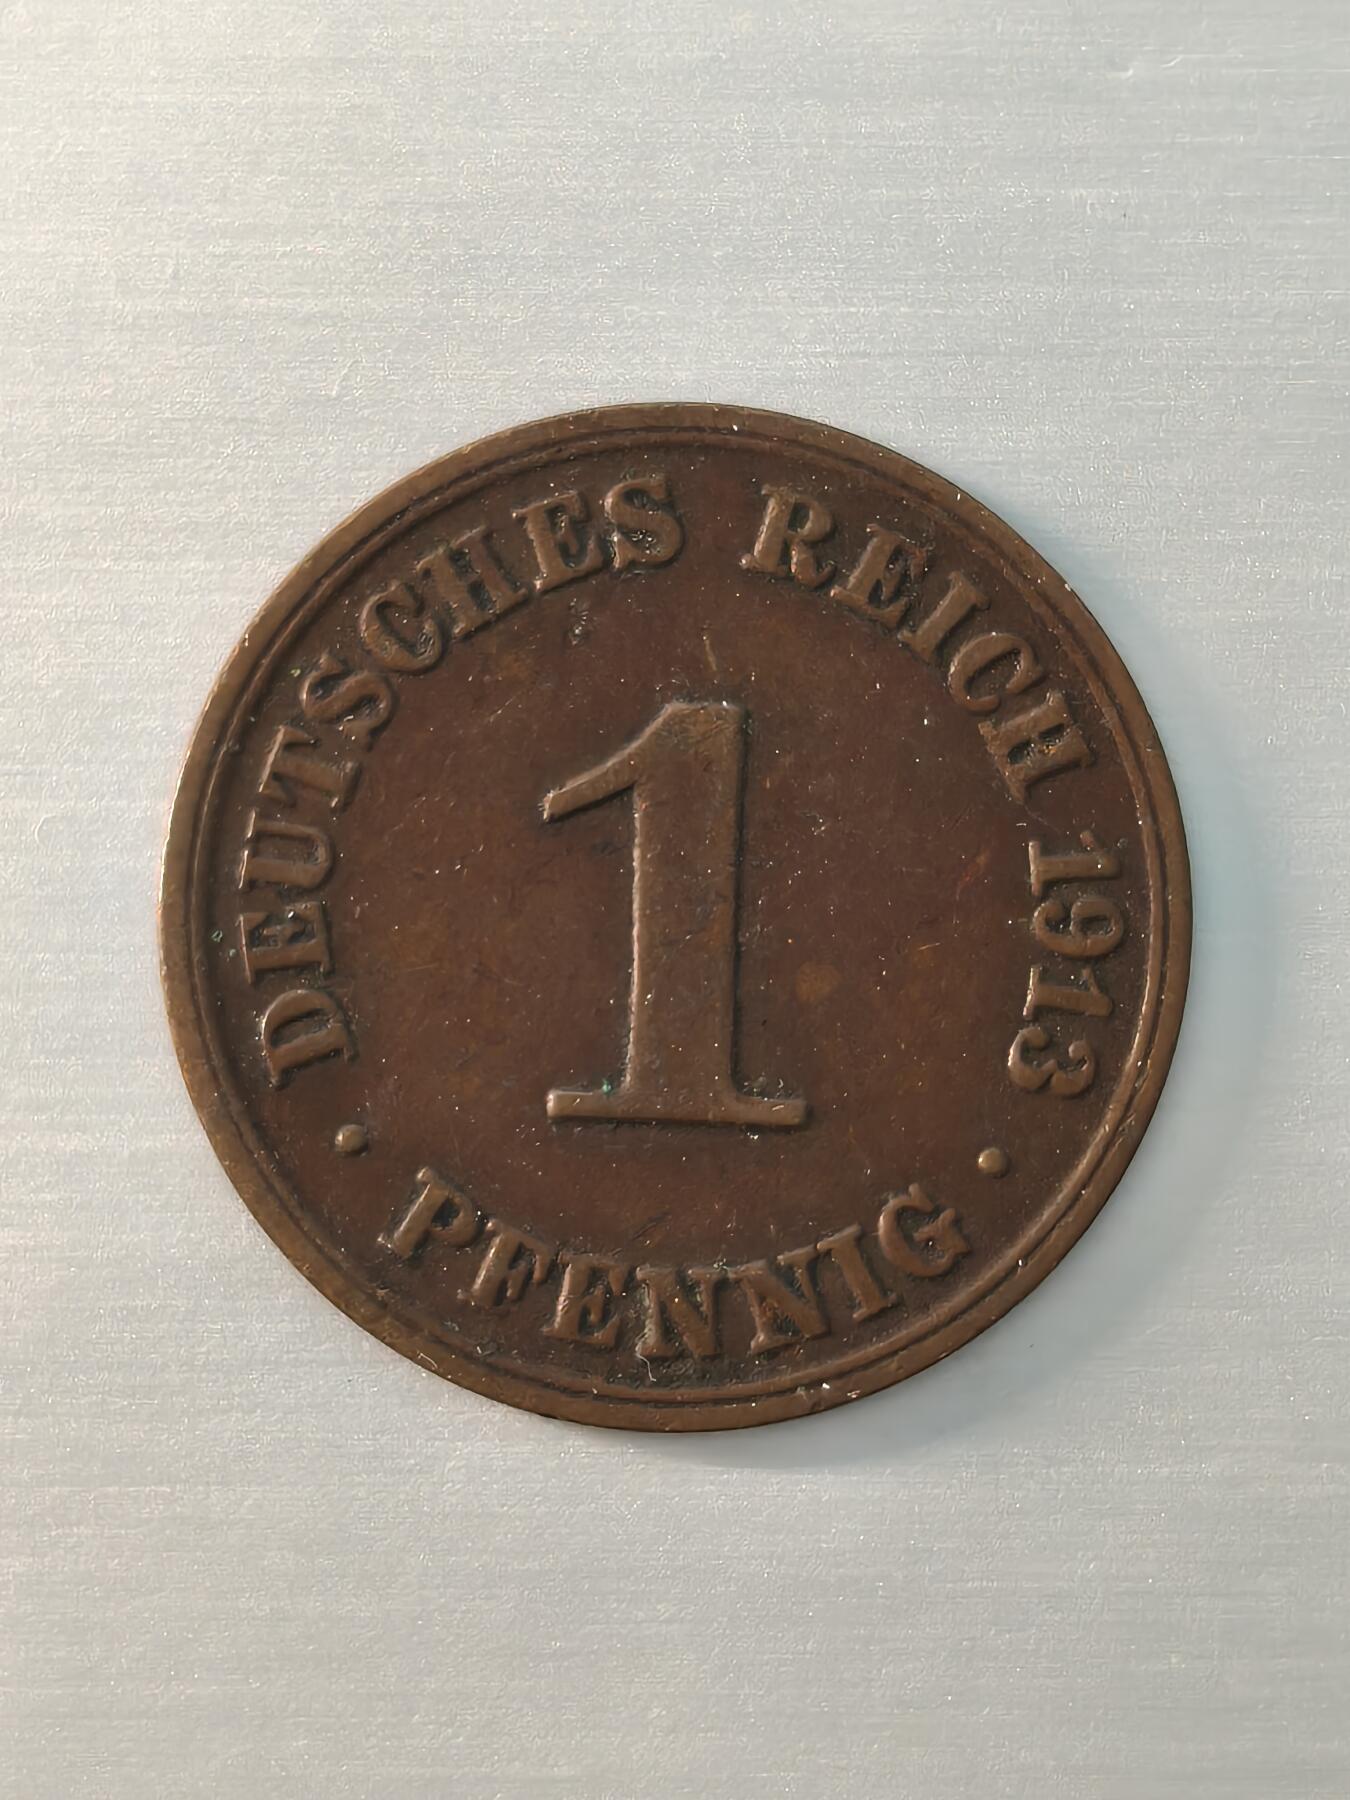 DEUTSCHES REICH 1913
1
· PFENNIG ·